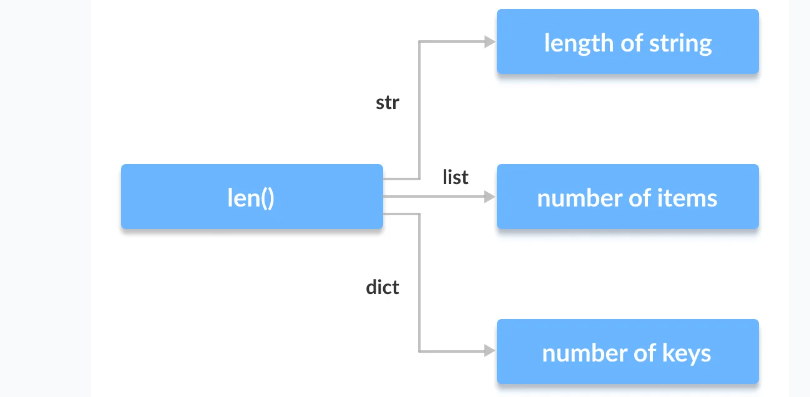 length of string
str
list
len()
number of items
dict
number of keys